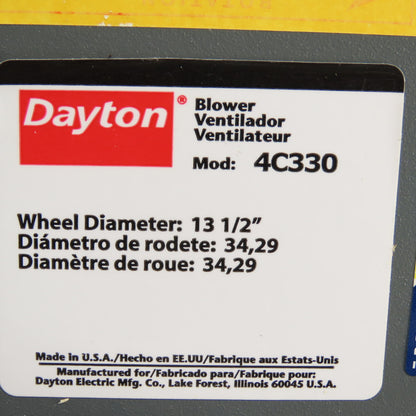 Dayton®
Blower
Ventilador
Ventilateur
Mod: 4C330
Wheel Diameter: 13 1/2"
Diámetro de rodete: 34,29
Diamètre de roue: 34,29
Made in U.S.A./Hecho en EE.UU/Fabrique aux Estats-Unis
Manufactured for/Fabricado para/Fabrique pour:
Dayton Electric Mfg. Co., Lake Forest, Illinois 60045 U.S.A.